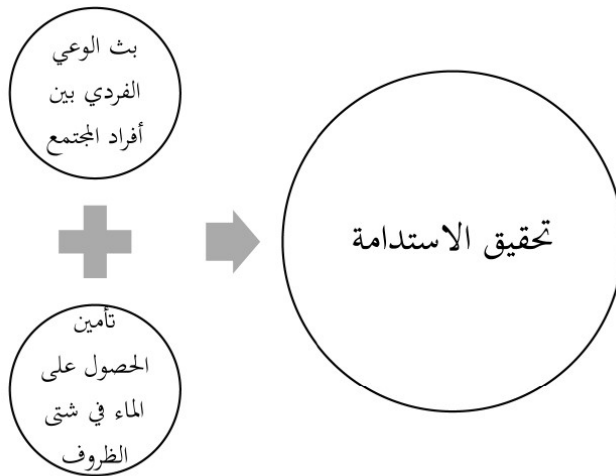 بث الوعي
الفردي بين
أفراد المجتمع
تأمين
الحصول على
الماء في شتى
الظروف
تحقيق الاستدامة